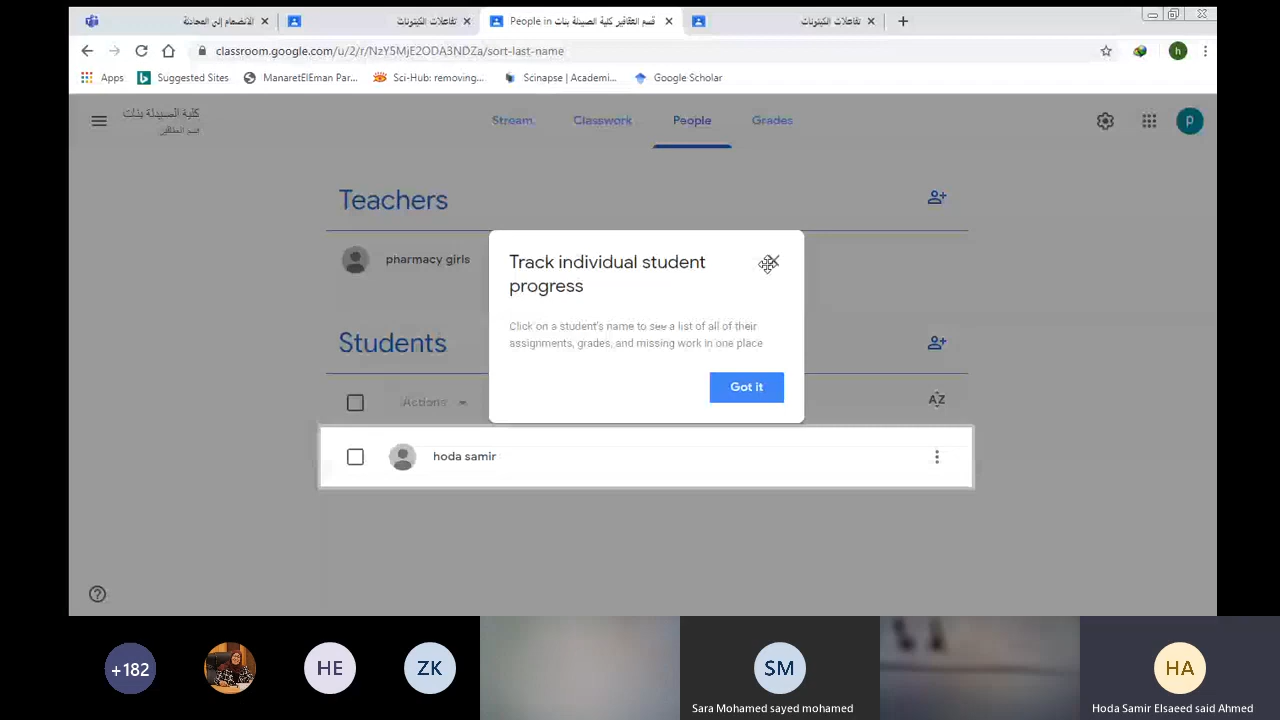 الانضمام إلى المحادثة
تفاعلات الكيتونات
People in قسم العقاقير كلية الصيدلة بنات
تفاعلات الكيتونات
classroom.google.com/u/2/r/NzY5MjE2ODA3NDZa/sort-last-name
h
Apps
Suggested Sites
ManaretElEman Par...
Sci-Hub: removing...
Scinapse | Academi...
Google Scholar
كلية الصيدلة بنات
قسم العقاقير
Stream
Classwork
People
Grades
p
Teachers
pharmacy girls
Track individual student
progress
Click on a student's name to see a list of all of their
assignments, grades, and missing work in one place
Got it
Students
Actions
AZ
hoda samir
+182
HE
ZK
SM
Sara Mohamed sayed mohamed
HA
Hoda Samir Elsaeed said Ahmed